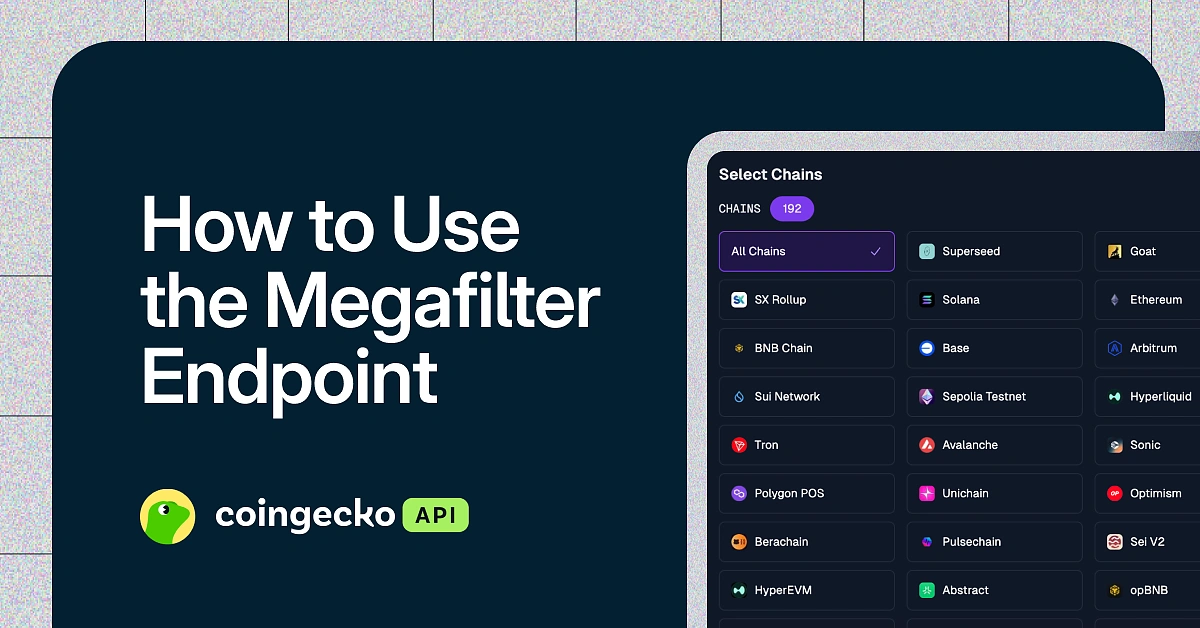 How to Use
the Megafilter
Endpoint
coingecko API
Select Chains
CHAINS 192
All Chains
Superseed
Goat
SX Rollup
Solana
Ethereum
BNB Chain
Base
Arbitrum
Sui Network
Sepolia Testnet
Hyperliquid
Tron
Avalanche
Sonic
Polygon POS
Unichain
Optimism
Berachain
Pulsechain
Sei V2
HyperEVM
Abstract
opBNB